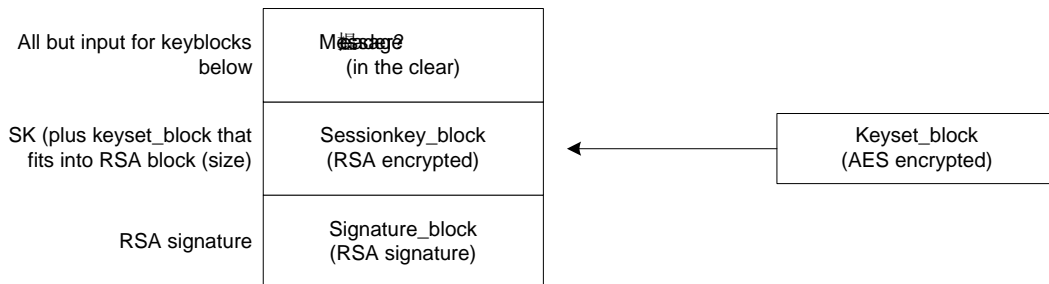 All but input for keyblocks
below
(in the clear)
SK (plus keyset_block that
fits into RSA block (size)
Sessionkey_block
(RSA encrypted)
Keyset_block
(AES encrypted)
RSA signature
Signature_block
(RSA signature)